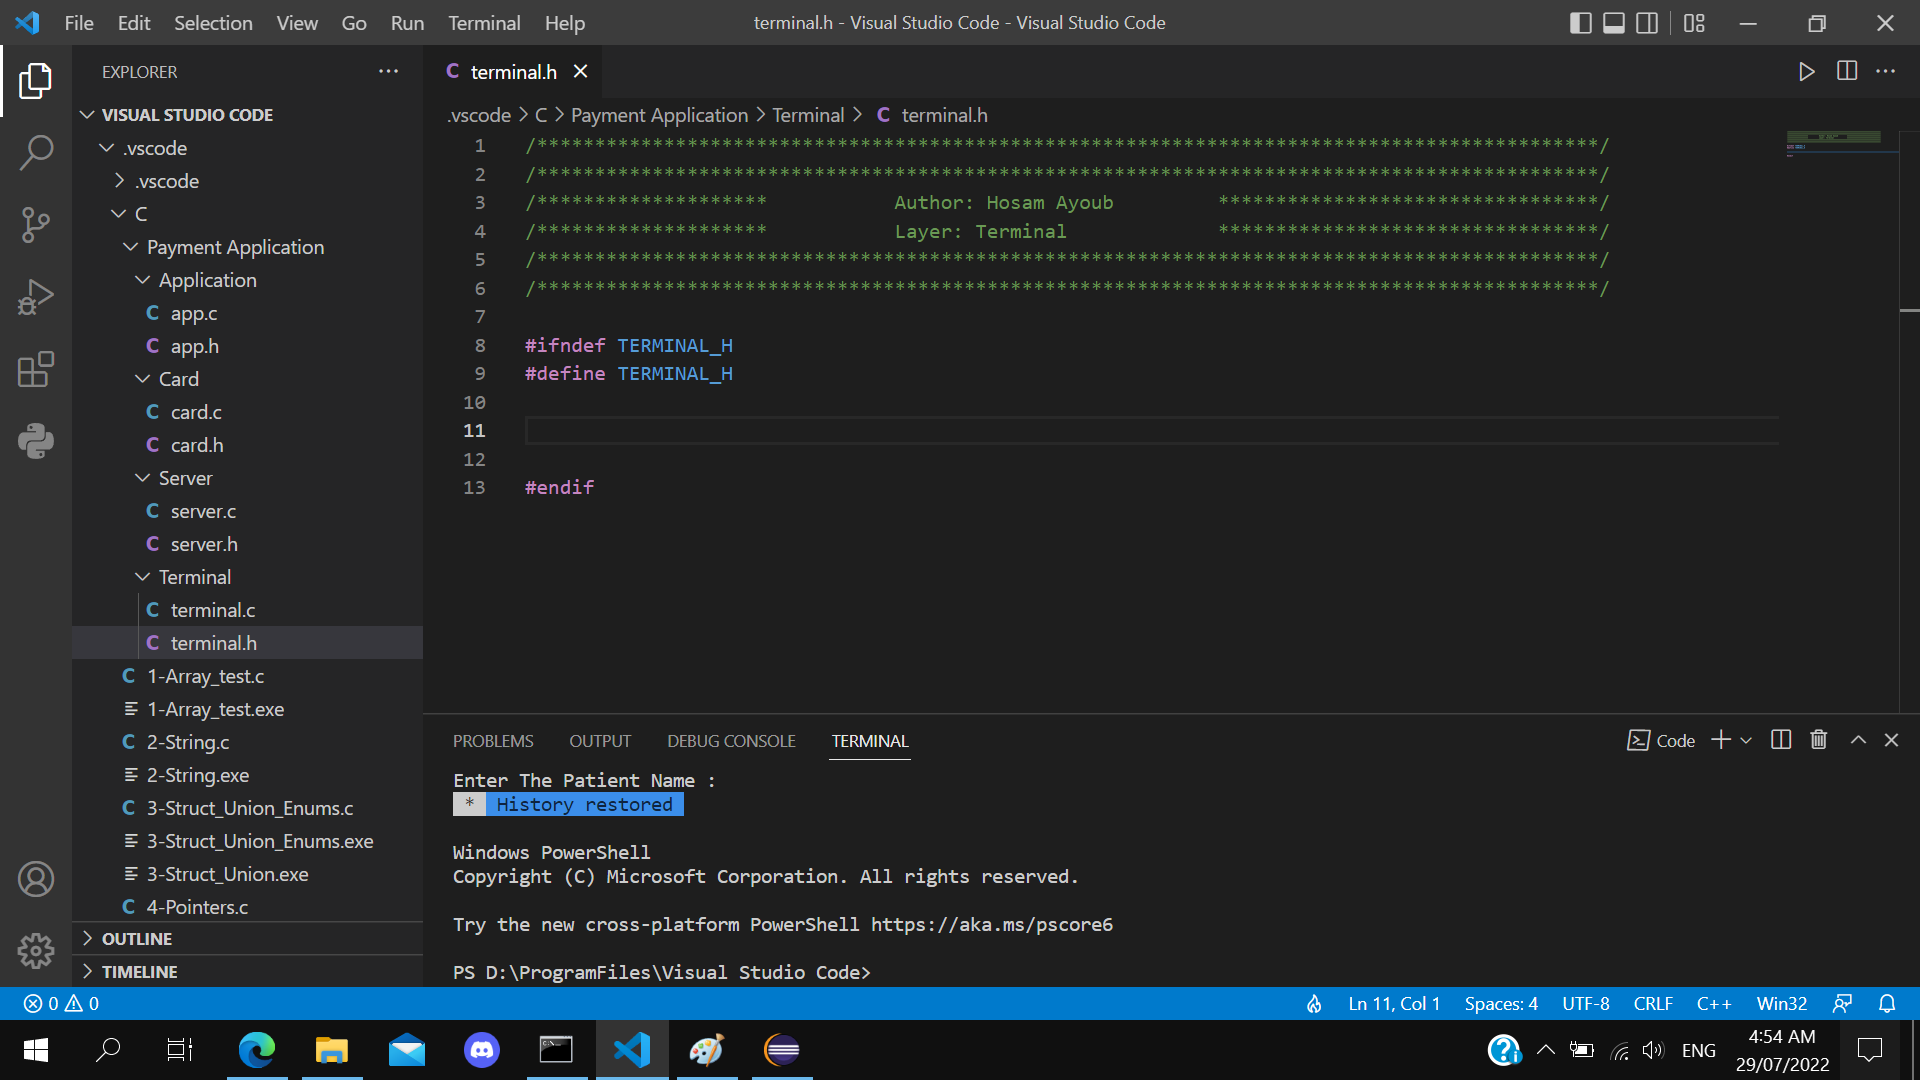 File Edit Selection View Go Run Terminal Help
terminal.h - Visual Studio Code - Visual Studio Code
EXPLORER
VISUAL STUDIO CODE
.vscode
.vscode
C
Payment Application
Application
C app.c
C app.h
Card
C card.c
C card.h
Server
C server.c
C server.h
Terminal
C terminal.c
C terminal.h
C 1-Array_test.c
1-Array_test.exe
C 2-String.c
2-String.exe
C 3-Struct_Union_Enums.c
3-Struct_Union_Enums.exe
3-Struct_Union.exe
C 4-Pointers.c
OUTLINE
TIMELINE
C terminal.h
.vscode > C > Payment Application > Terminal > C terminal.h
1 /********************************************************************************************/
2 /********************************************************************************************/
3 /******************** Author: Hosam Ayoub *********************************/
4 /******************** Layer: Terminal *********************************/
5 /********************************************************************************************/
6 /********************************************************************************************/
7
8 #ifndef TERMINAL_H
9 #define TERMINAL_H
10
11
12
13 #endif
PROBLEMS OUTPUT DEBUG CONSOLE TERMINAL
Code
Enter The Patient Name :
* History restored
Windows PowerShell
Copyright (C) Microsoft Corporation. All rights reserved.
Try the new cross-platform PowerShell https://aka.ms/pscore6
PS D:\ProgramFiles\Visual Studio Code>
0 0
Ln 11, Col 1 Spaces: 4 UTF-8 CRLF C++ Win32
ENG
4:54 AM
29/07/2022